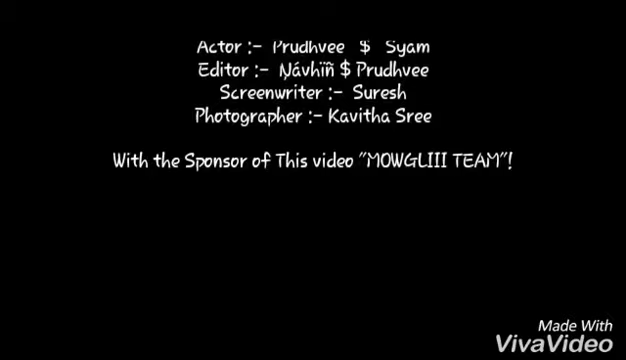 Actor :- Prudhvee $ Syam
Editor :- Ņávhïñ $ Prudhvee
Screenwriter :- Suresh
Photographer :- Kavitha Sree
With the Sponsor of This video "MOWGLIII TEAM"!
Made With
VivaVideo